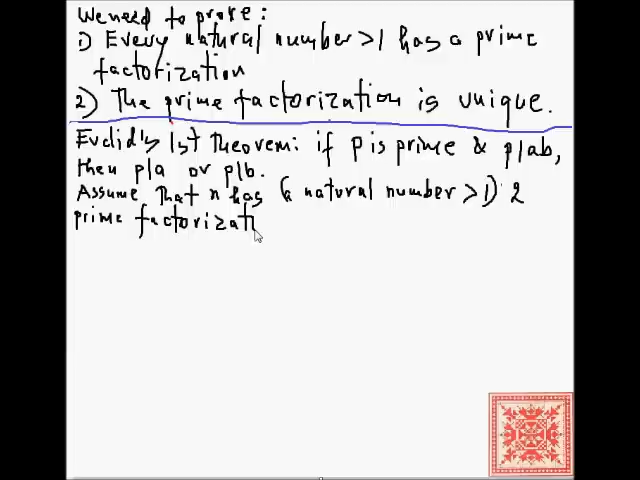 We need to prove:
1) Every natural number >1 has a prime
factorization
2) The prime factorization is unique.
Euclid's 1st theorem: if p is prime & p|ab,
then p|a or p|b.
Assume that n has (a natural number >1) 2
prime factorizati